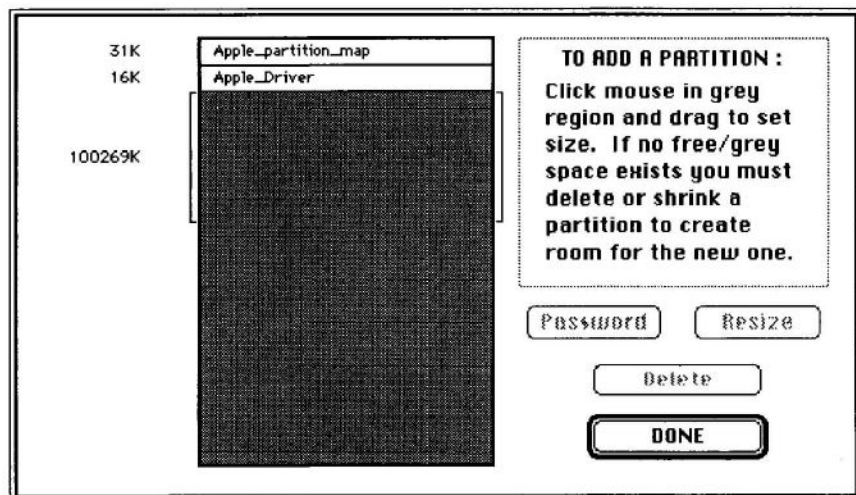 31K Apple_partition_map
16K Apple_Driver
100269K
TO ADD A PARTITION :
Click mouse in grey
region and drag to set
size. If no free/grey
space exists you must
delete or shrink a
partition to create
room for the new one.
Password Resize
Delete
DONE